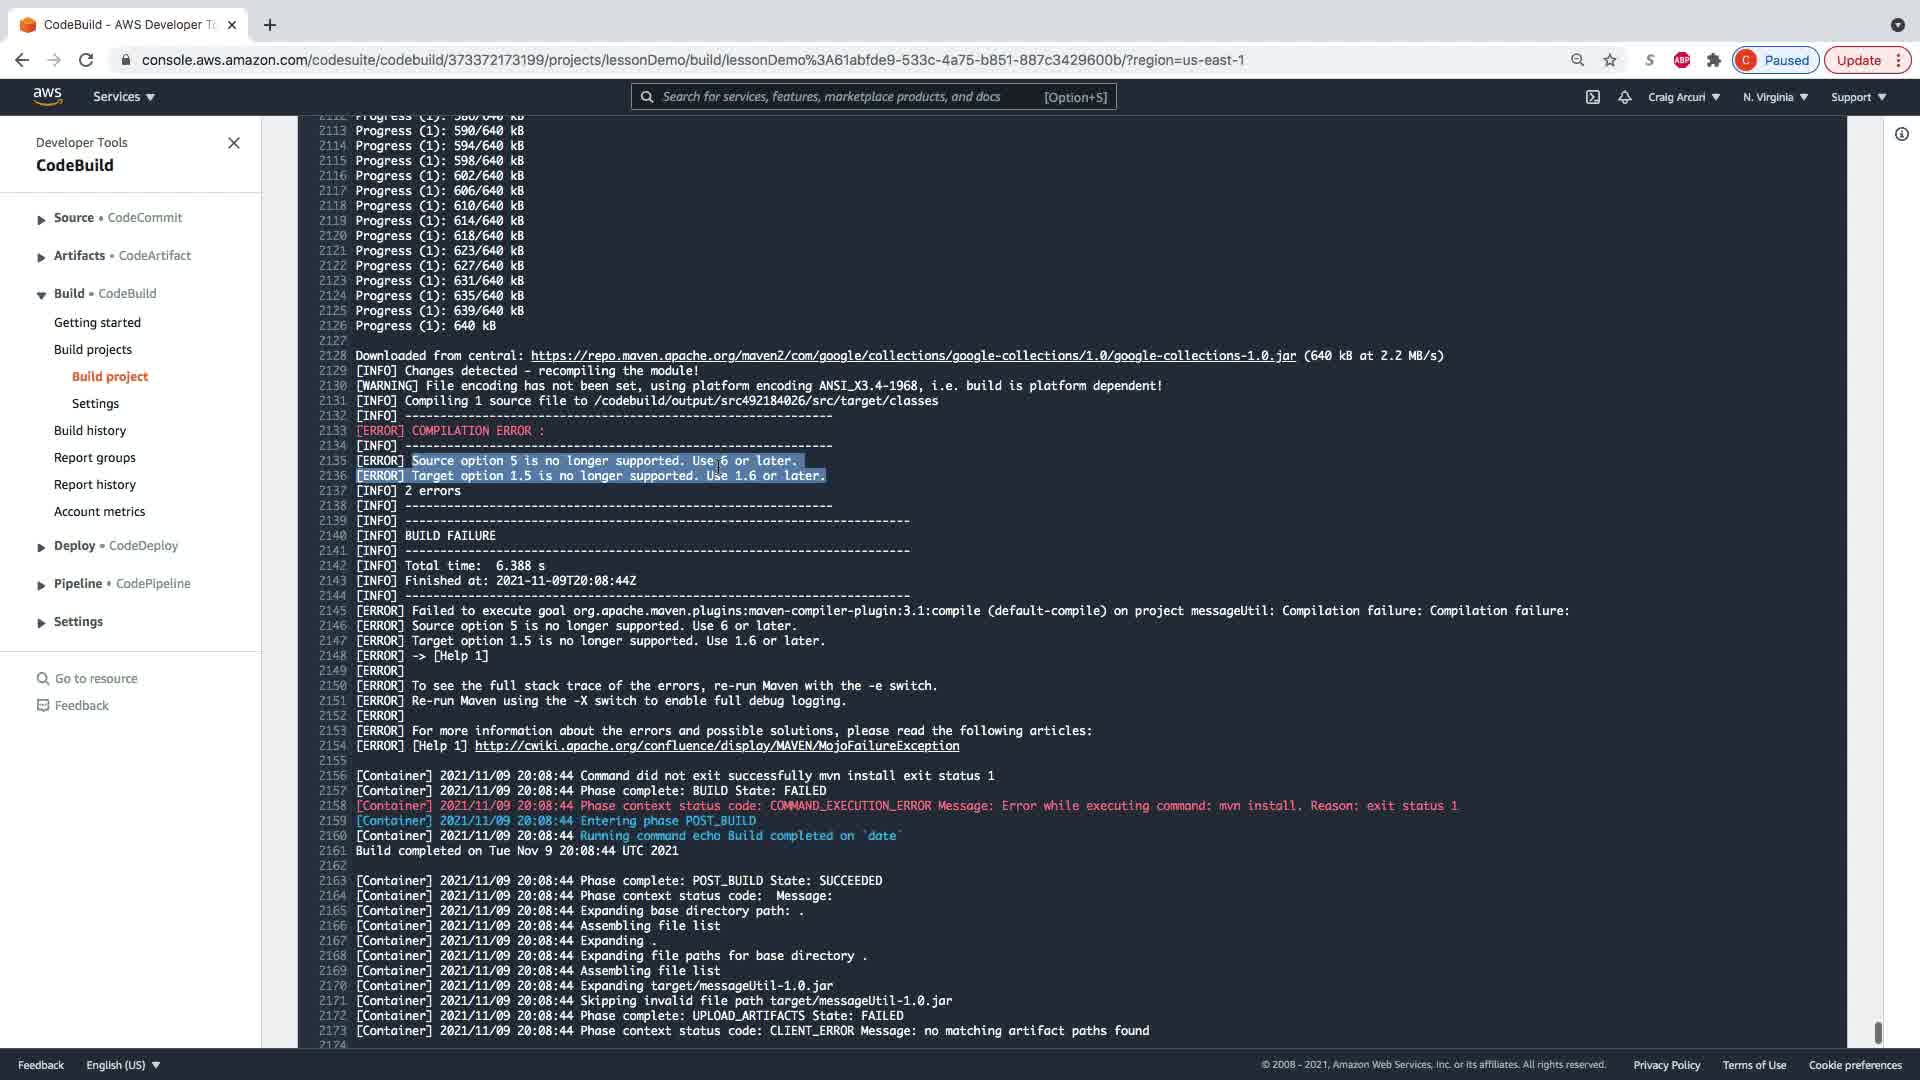 CodeBuild - AWS Developer To
console.aws.amazon.com/codesuite/codebuild/373372173199/projects/lessonDemo/build/lessonDemo%3A61abfde9-533c-4a75-b851-887c3429600b/?region=us-east-1
S
ABP
C Paused
Update
aws
Services
Search for services, features, marketplace products, and docs [Option+S]
Craig Arcuri
N. Virginia
Support
Developer Tools
CodeBuild
Source • CodeCommit
Artifacts • CodeArtifact
Build • CodeBuild
Getting started
Build projects
Build project
Settings
Build history
Report groups
Report history
Account metrics
Deploy • CodeDeploy
Pipeline • CodePipeline
Settings
Go to resource
Feedback
2112 Progress (1): 586/640 kB
2113 Progress (1): 590/640 kB
2114 Progress (1): 594/640 kB
2115 Progress (1): 598/640 kB
2116 Progress (1): 602/640 kB
2117 Progress (1): 606/640 kB
2118 Progress (1): 610/640 kB
2119 Progress (1): 614/640 kB
2120 Progress (1): 618/640 kB
2121 Progress (1): 623/640 kB
2122 Progress (1): 627/640 kB
2123 Progress (1): 631/640 kB
2124 Progress (1): 635/640 kB
2125 Progress (1): 639/640 kB
2126 Progress (1): 640 kB
2127
2128 Downloaded from central: https://repo.maven.apache.org/maven2/com/google/collections/google-collections/1.0/google-collections-1.0.jar (640 kB at 2.2 MB/s)
2129 [INFO] Changes detected - recompiling the module!
2130 [WARNING] File encoding has not been set, using platform encoding ANSI_X3.4-1968, i.e. build is platform dependent!
2131 [INFO] Compiling 1 source file to /codebuild/output/src492184026/src/target/classes
2132 [INFO] -------------------------------------------------------------
2133 [ERROR] COMPILATION ERROR :
2134 [INFO] -------------------------------------------------------------
2135 [ERROR] Source option 5 is no longer supported. Use 6 or later.
2136 [ERROR] Target option 1.5 is no longer supported. Use 1.6 or later.
2137 [INFO] 2 errors
2138 [INFO] -------------------------------------------------------------
2139 [INFO] ------------------------------------------------------------------------
2140 [INFO] BUILD FAILURE
2141 [INFO] ------------------------------------------------------------------------
2142 [INFO] Total time:  6.388 s
2143 [INFO] Finished at: 2021-11-09T20:08:44Z
2144 [INFO] ------------------------------------------------------------------------
2145 [ERROR] Failed to execute goal org.apache.maven.plugins:maven-compiler-plugin:3.1:compile (default-compile) on project messageUtil: Compilation failure: Compilation failure:
2146 [ERROR] Source option 5 is no longer supported. Use 6 or later.
2147 [ERROR] Target option 1.5 is no longer supported. Use 1.6 or later.
2148 [ERROR] -> [Help 1]
2149 [ERROR]
2150 [ERROR] To see the full stack trace of the errors, re-run Maven with the -e switch.
2151 [ERROR] Re-run Maven using the -X switch to enable full debug logging.
2152 [ERROR]
2153 [ERROR] For more information about the errors and possible solutions, please read the following articles:
2154 [ERROR] [Help 1] http://cwiki.apache.org/confluence/display/MAVEN/MojoFailureException
2155
2156 [Container] 2021/11/09 20:08:44 Command did not exit successfully mvn install exit status 1
2157 [Container] 2021/11/09 20:08:44 Phase complete: BUILD State: FAILED
2158 [Container] 2021/11/09 20:08:44 Phase context status code: COMMAND_EXECUTION_ERROR Message: Error while executing command: mvn install. Reason: exit status 1
2159 [Container] 2021/11/09 20:08:44 Entering phase POST_BUILD
2160 [Container] 2021/11/09 20:08:44 Running command echo Build completed on `date`
2161 Build completed on Tue Nov 9 20:08:44 UTC 2021
2162
2163 [Container] 2021/11/09 20:08:44 Phase complete: POST_BUILD State: SUCCEEDED
2164 [Container] 2021/11/09 20:08:44 Phase context status code:  Message:
2165 [Container] 2021/11/09 20:08:44 Expanding base directory path: .
2166 [Container] 2021/11/09 20:08:44 Assembling file list
2167 [Container] 2021/11/09 20:08:44 Expanding .
2168 [Container] 2021/11/09 20:08:44 Expanding file paths for base directory .
2169 [Container] 2021/11/09 20:08:44 Assembling file list
2170 [Container] 2021/11/09 20:08:44 Expanding target/messageUtil-1.0.jar
2171 [Container] 2021/11/09 20:08:44 Skipping invalid file path target/messageUtil-1.0.jar
2172 [Container] 2021/11/09 20:08:44 Phase complete: UPLOAD_ARTIFACTS State: FAILED
2173 [Container] 2021/11/09 20:08:44 Phase context status code: CLIENT_ERROR Message: no matching artifact paths found
2174
Feedback
English (US)
© 2008 - 2021, Amazon Web Services, Inc. or its affiliates. All rights reserved.
Privacy Policy
Terms of Use
Cookie preferences